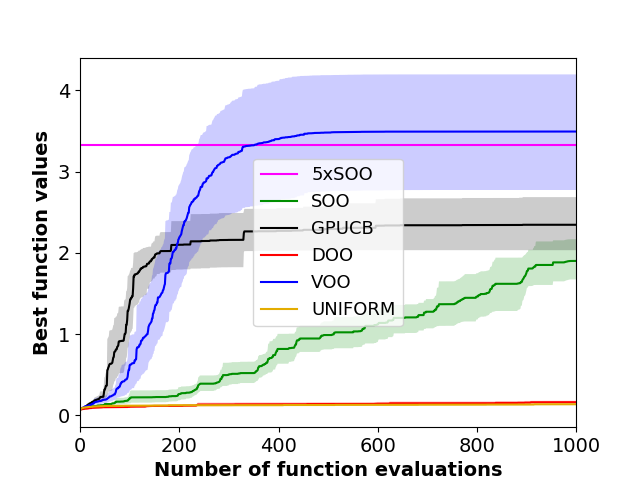 4
3
2
1
0
Best function values
5xSOO
SOO
GPUCB
DOO
VOO
UNIFORM
0 200 400 600 800 1000
Number of function evaluations